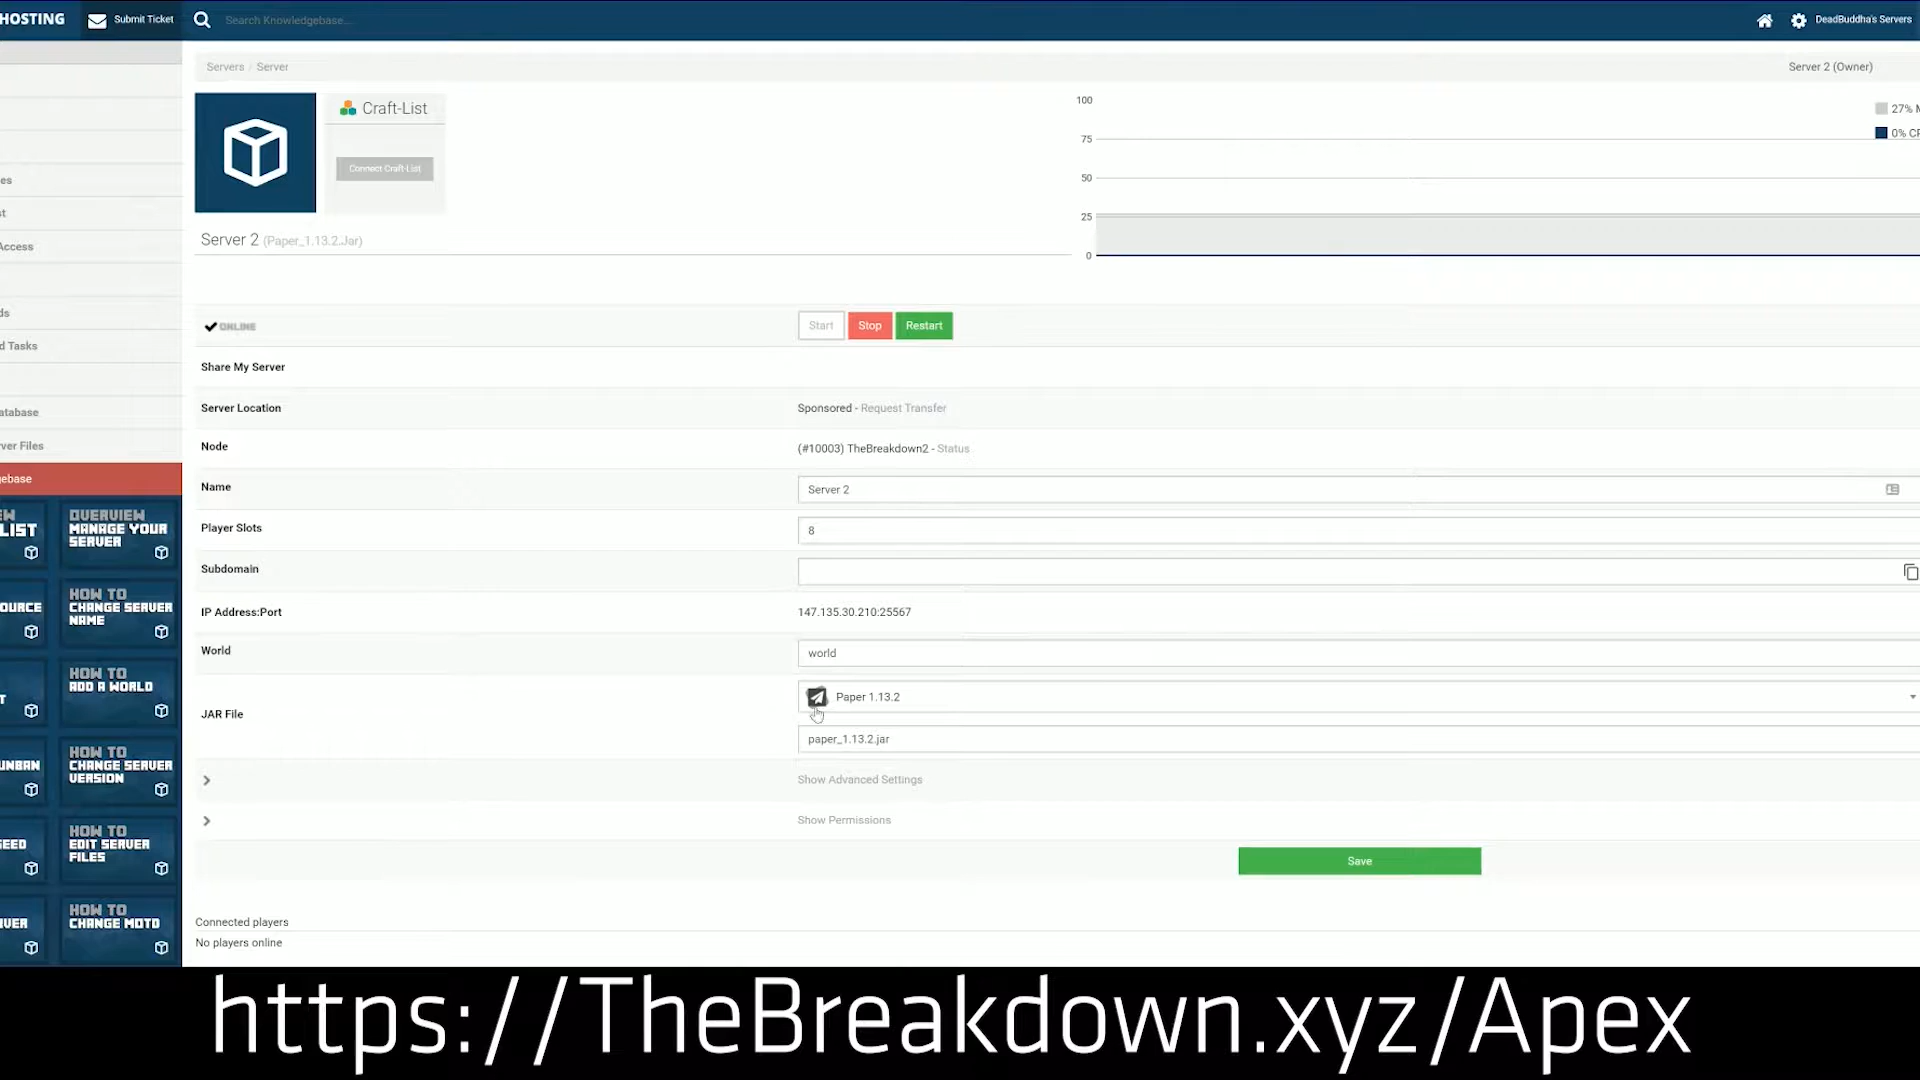 HOSTING
Submit Ticket
Search Knowledgebase...
DeadBuddha's Servers
Servers / Server
Server 2 (Owner)
Craft-List
Connect Craft-List
100
75
50
25
0
27% M
0% CP
Server 2 (Paper_1.13.2.Jar)
es
st
Access
ds
d Tasks
atabase
ver Files
gebase
ONLINE
Start
Stop
Restart
Share My Server
Server Location
Sponsored - Request Transfer
Node
(#10003) TheBreakdown2 - Status
Name
Server 2
Player Slots
8
Subdomain
IP Address:Port
147.135.30.210:25567
World
world
JAR File
Paper 1.13.2
paper_1.13.2.jar
Show Advanced Settings
Show Permissions
Save
Connected players
No players online
EW
LIST
OVERVIEW
MANAGE YOUR
SERVER
OURCE
HOW TO
CHANGE SERVER
NAME
T
HOW TO
ADD A WORLD
UNBAN
HOW TO
CHANGE SERVER
VERSION
SEED
HOW TO
EDIT SERVER
FILES
VER
HOW TO
CHANGE MOTD
https://TheBreakdown.xyz/Apex